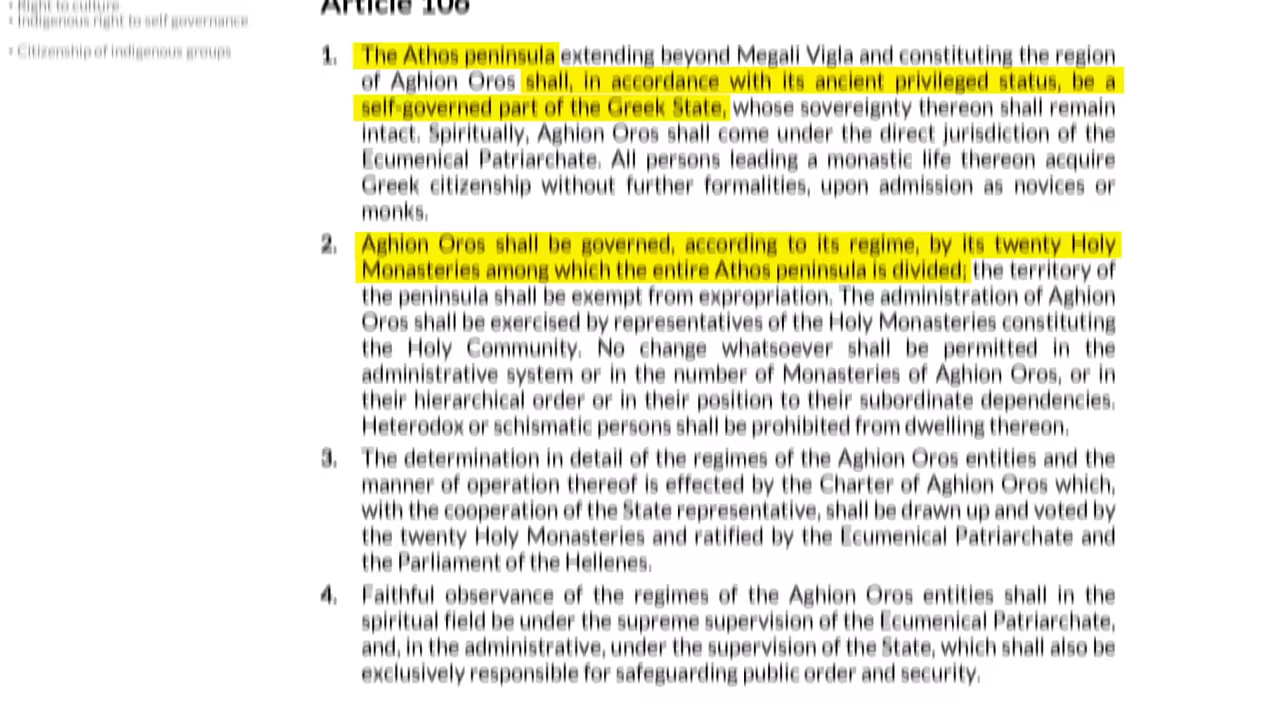 • Right to culture
• Indigenous right to self governance
• Citizenship of indigenous groups
Article
1. The Athos peninsula extending beyond Megali Vigla and constituting the region
of Aghion Oros shall, in accordance with its ancient privileged status, be a
self-governed part of the Greek State, whose sovereignty thereon shall remain
intact. Spiritually, Aghion Oros shall come under the direct jurisdiction of the
Ecumenical Patriarchate. All persons leading a monastic life thereon acquire
Greek citizenship without further formalities, upon admission as novices or
monks.
2. Aghion Oros shall be governed, according to its regime, by its twenty Holy
Monasteries among which the entire Athos peninsula is divided; the territory of
the peninsula shall be exempt from expropriation. The administration of Aghion
Oros shall be exercised by representatives of the Holy Monasteries constituting
the Holy Community. No change whatsoever shall be permitted in the
administrative system or in the number of Monasteries of Aghion Oros, or in
their hierarchical order or in their position to their subordinate dependencies.
Heterodox or schismatic persons shall be prohibited from dwelling thereon.
3. The determination in detail of the regimes of the Aghion Oros entities and the
manner of operation thereof is effected by the Charter of Aghion Oros which,
with the cooperation of the State representative, shall be drawn up and voted by
the twenty Holy Monasteries and ratified by the Ecumenical Patriarchate and
the Parliament of the Hellenes.
4. Faithful observance of the regimes of the Aghion Oros entities shall in the
spiritual field be under the supreme supervision of the Ecumenical Patriarchate,
and, in the administrative, under the supervision of the State, which shall also be
exclusively responsible for safeguarding public order and security.